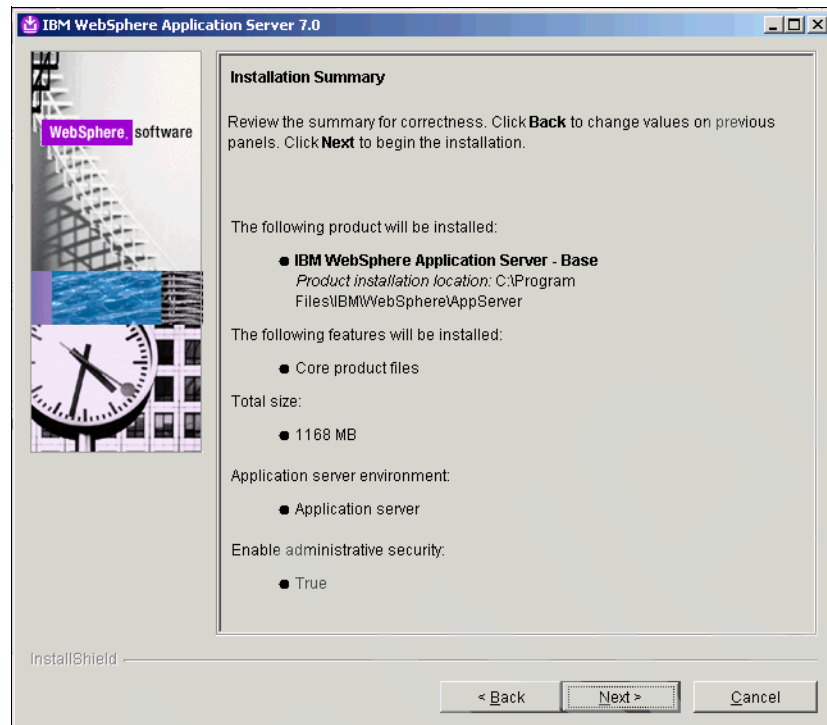 IBM WebSphere Application Server 7.0
WebSphere. software
Installation Summary
Review the summary for correctness. Click Back to change values on previous
panels. Click Next to begin the installation.
The following product will be installed:
IBM WebSphere Application Server - Base
Product installation location: C:\Program
Files\IBM\WebSphere\AppServer
The following features will be installed:
Core product files
Total size:
1168 MB
Application server environment:
Application server
Enable administrative security:
True
InstallShield
< Back
Next >
Cancel